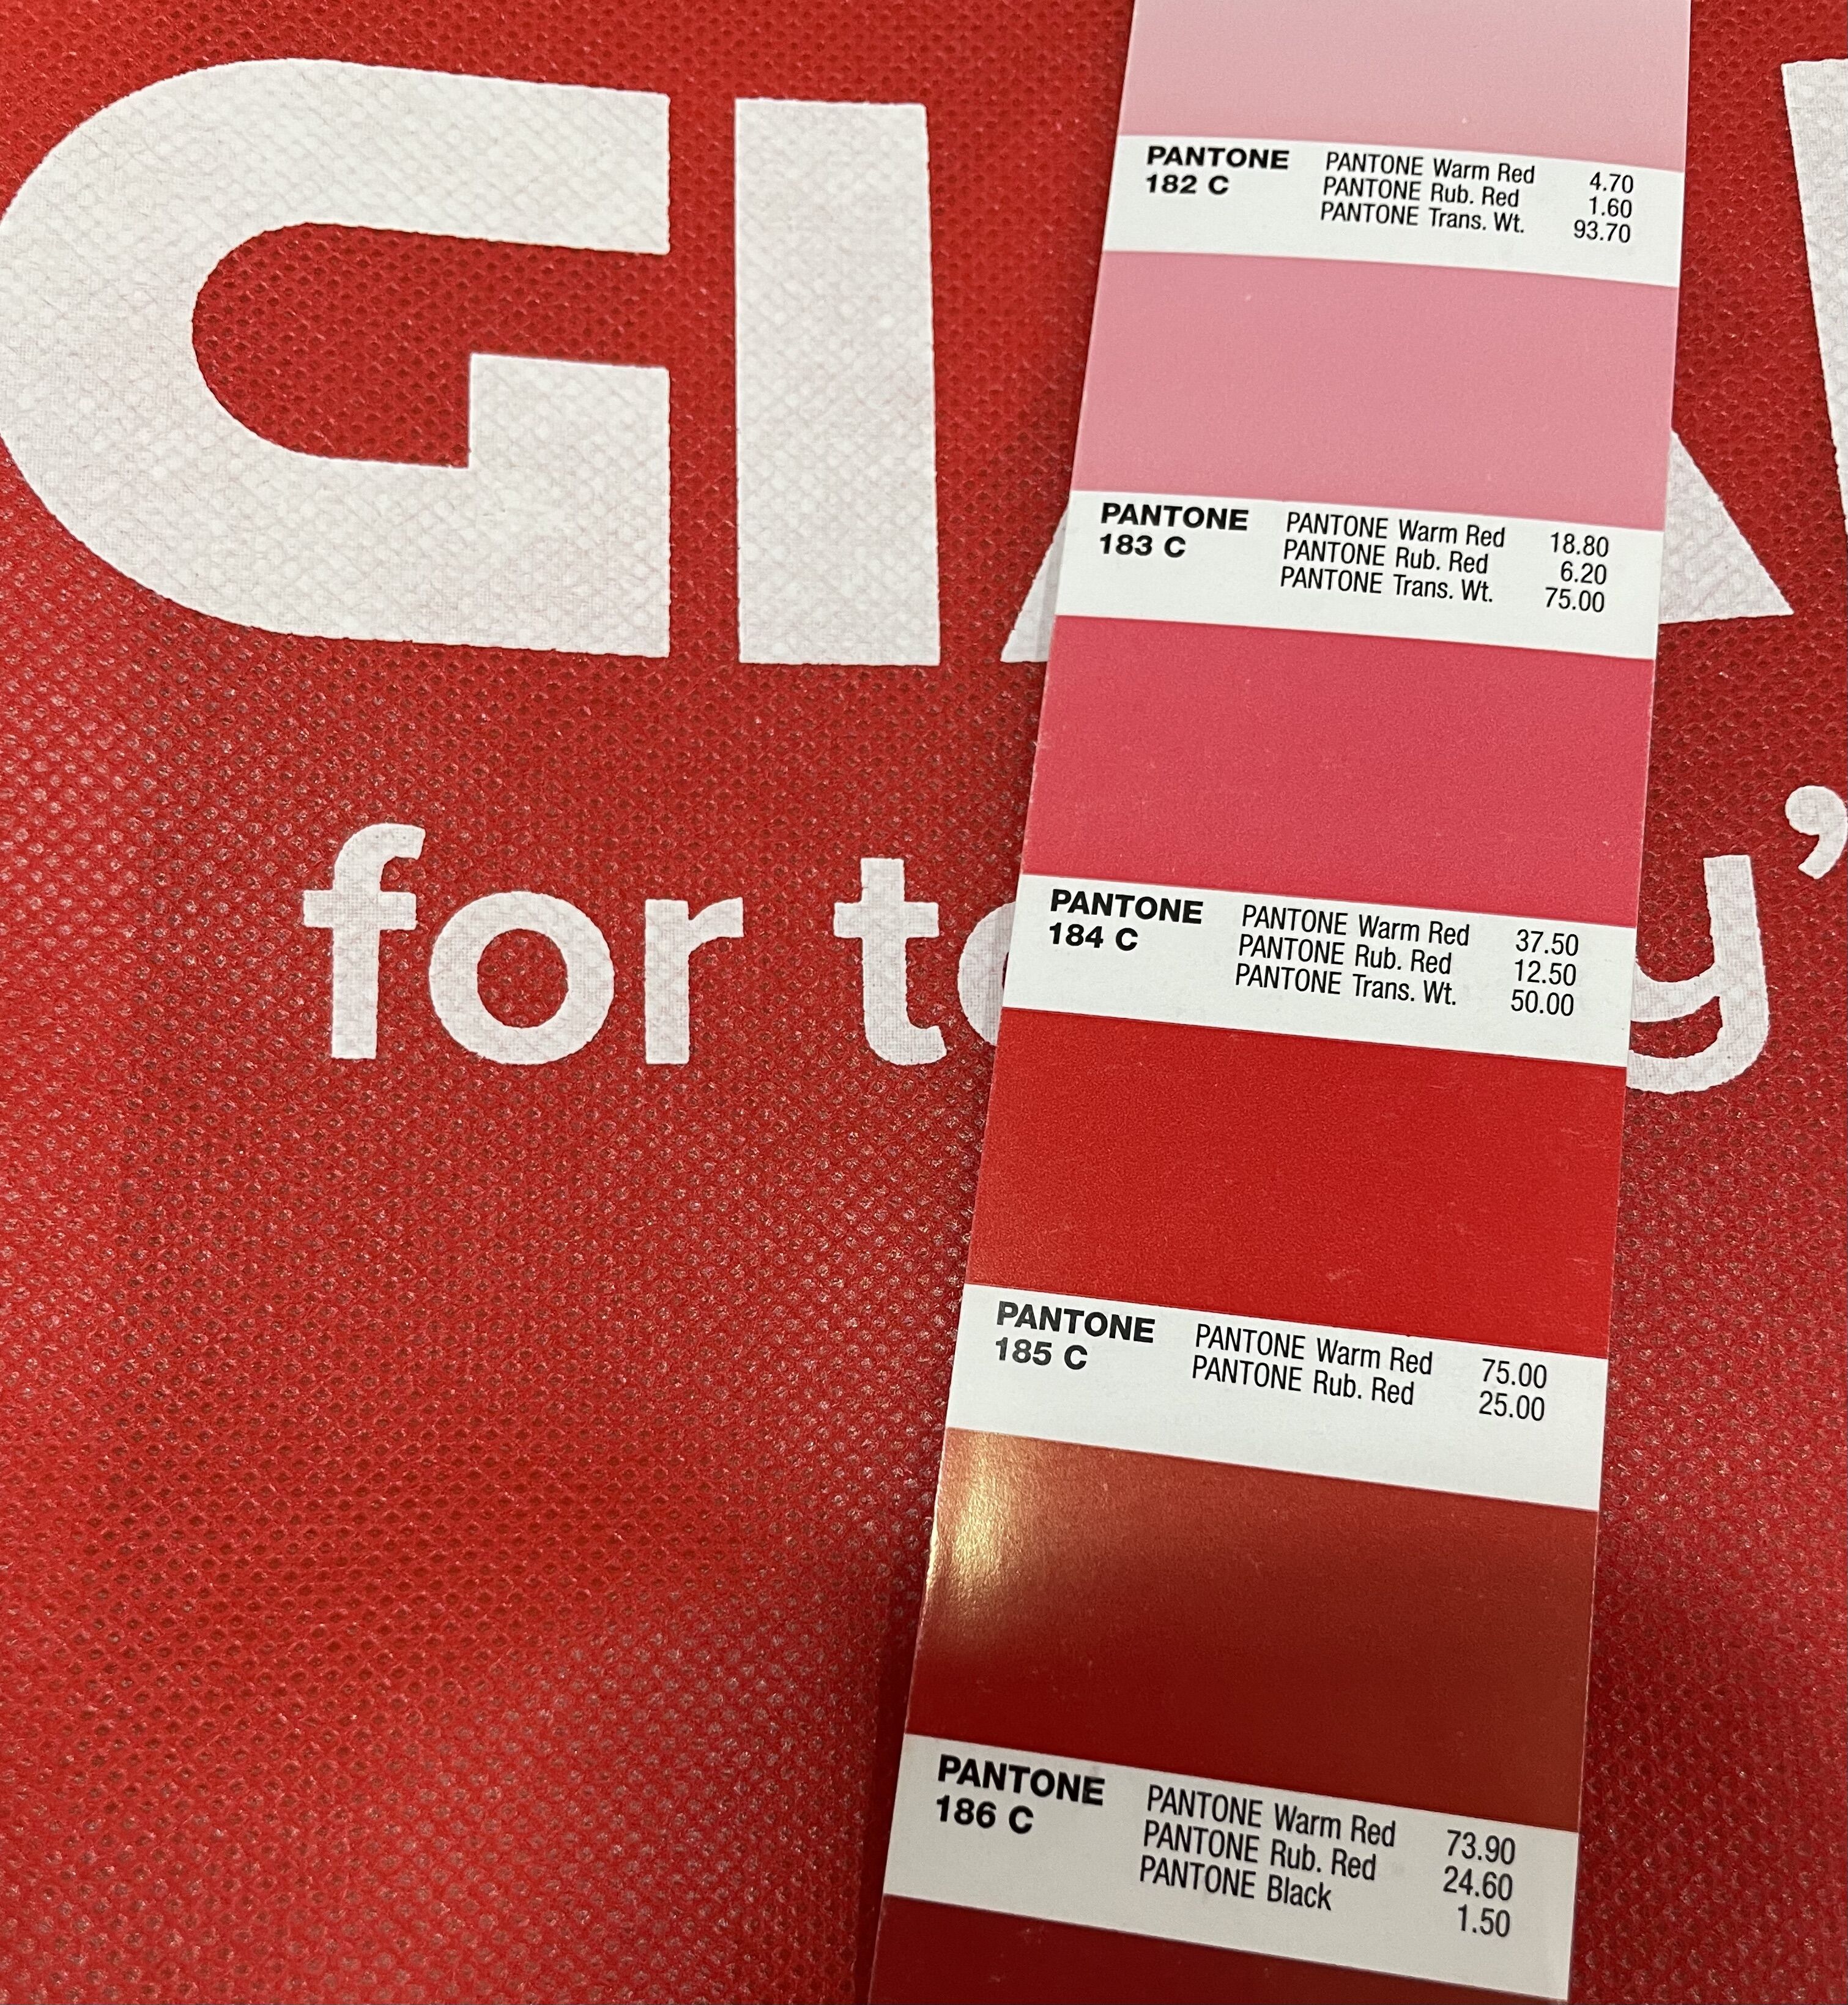 GI
for
PANTONE
182 C
PANTONE Warm Red 4.70
PANTONE Rub. Red 1.60
PANTONE Trans. Wt. 93.70
PANTONE
183 C
PANTONE Warm Red 18.80
PANTONE Rub. Red 6.20
PANTONE Trans. Wt. 75.00
PANTONE
184 C
PANTONE Warm Red 37.50
PANTONE Rub. Red 12.50
PANTONE Trans. Wt. 50.00
PANTONE
185 C
PANTONE Warm Red 75.00
PANTONE Rub. Red 25.00
PANTONE
186 C
PANTONE Warm Red 73.90
PANTONE Rub. Red 24.60
PANTONE Black 1.50